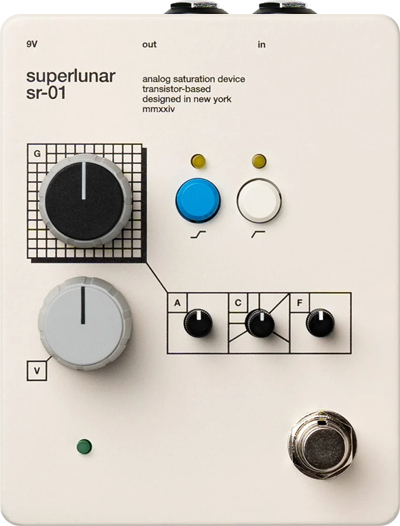 9V
out
in
superlunar
sr-01
analog saturation device
transistor-based
designed in new york
mmxxiv
G
A
C
F
V